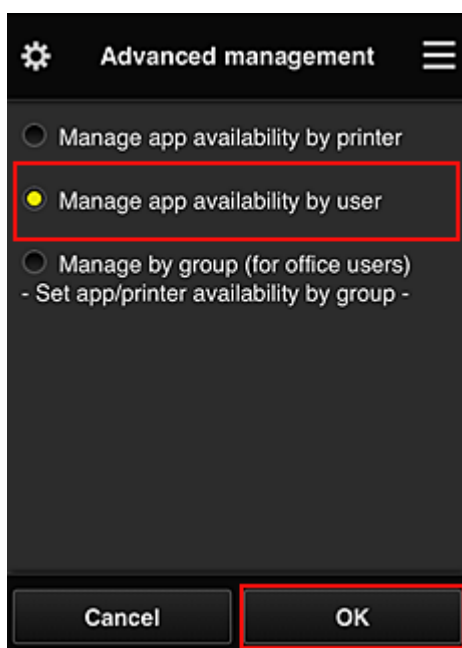 Advanced management
Manage app availability by printer
Manage app availability by user
Manage by group (for office users)
- Set app/printer availability by group -
Cancel
OK